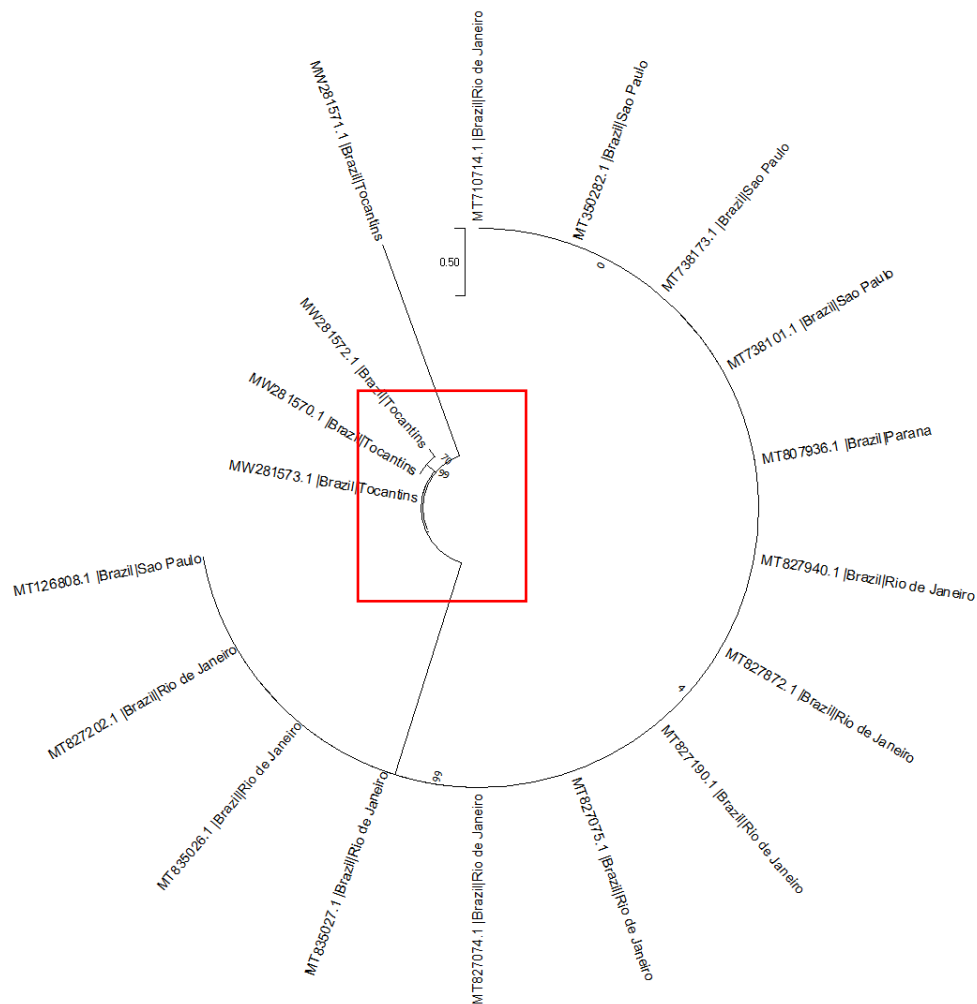 MT710714.1 |Brazil|Rio de Janeiro
MT350282.1 |Brazil|Sao Paulo
MT738173.1 |Brazil|Sao Paulo
MT738101.1 |Brazil|Sao Paulo
MT807936.1 |Brazil|Parana
MT827940.1 |Brazil|Rio de Janeiro
MT827872.1 |Brazil|Rio de Janeiro
MT827190.1 |Brazil|Rio de Janeiro
MT827075.1 |Brazil|Rio de Janeiro
MT827074.1 |Brazil|Rio de Janeiro
MT835027.1 |Brazil|Rio de Janeiro
MT835026.1 |Brazil|Rio de Janeiro
MT827202.1 |Brazil|Rio de Janeiro
MT126808.1 |Brazil|Sao Paulo
MW281573.1 |Brazil|Tocantins
MW281570.1 |Brazil|Tocantins
MW281572.1 |Brazil|Tocantins
MW281571.1 |Brazil|Tocantins
0.50
0
4
99
70
99